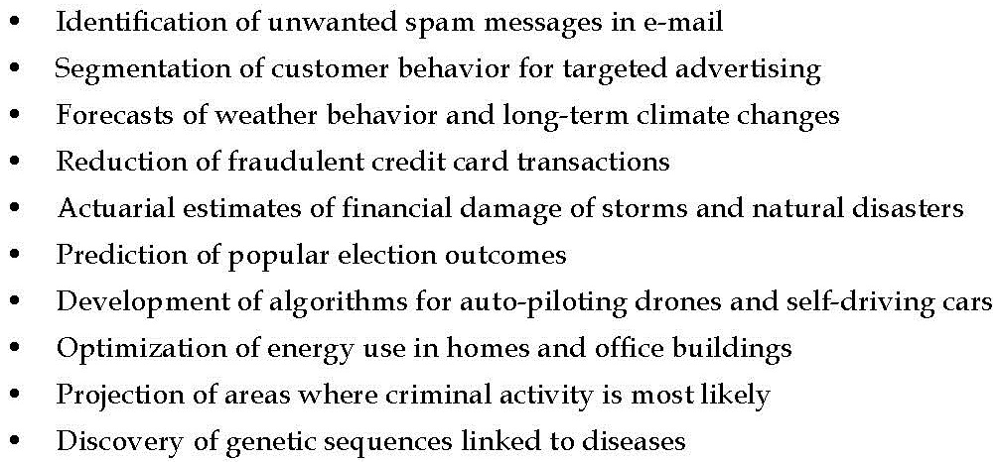 • Identification of unwanted spam messages in e-mail
• Segmentation of customer behavior for targeted advertising
• Forecasts of weather behavior and long-term climate changes
• Reduction of fraudulent credit card transactions
• Actuarial estimates of financial damage of storms and natural disasters
• Prediction of popular election outcomes
• Development of algorithms for auto-piloting drones and self-driving cars
• Optimization of energy use in homes and office buildings
• Projection of areas where criminal activity is most likely
• Discovery of genetic sequences linked to diseases